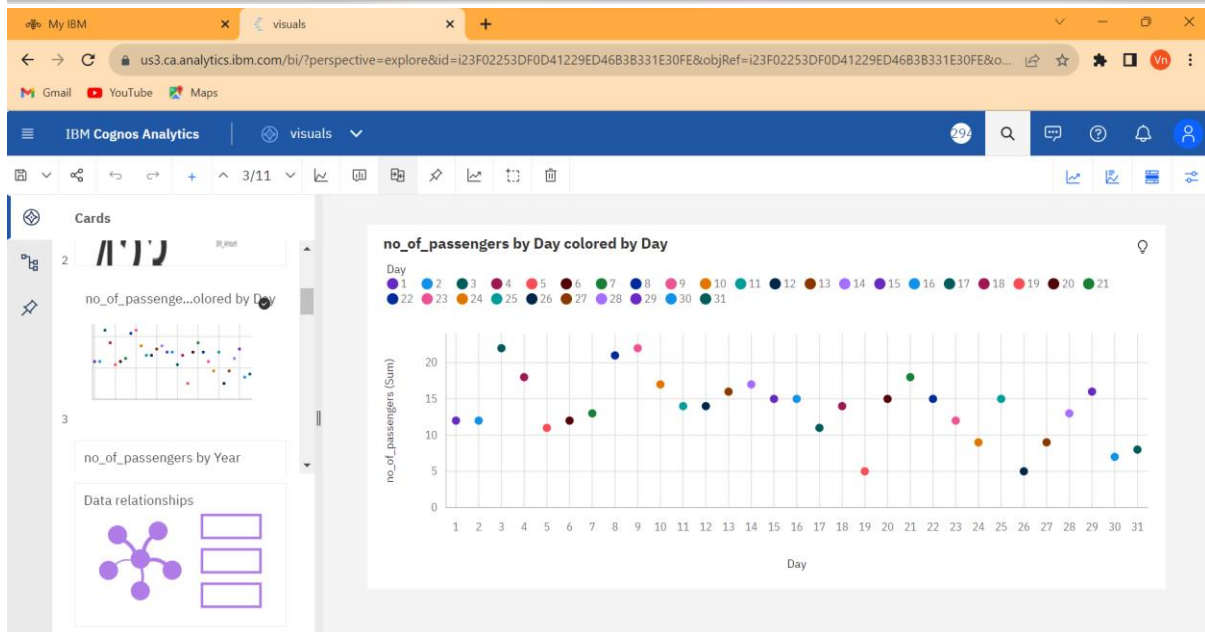 My IBM visuals
us3.ca.analytics.ibm.com/bi/?perspective=explore&id=i23F02253DF0D41229ED46B3B331E30FE&objRef=i23F02253DF0D41229ED46B3B331E30FE&o... Vn
Gmail YouTube Maps
IBM Cognos Analytics visuals 294
3/11
Cards
2
no_of_passenge...olored by Day
3
no_of_passengers by Year
Data relationships
no_of_passengers by Day colored by Day
Day
1 2 3 4 5 6 7 8 9 10 11 12 13 14 15 16 17 18 19 20 21
22 23 24 25 26 27 28 29 30 31
no_of_passengers (Sum)
20
15
10
5
0
1 2 3 4 5 6 7 8 9 10 11 12 13 14 15 16 17 18 19 20 21 22 23 24 25 26 27 28 29 30 31
Day